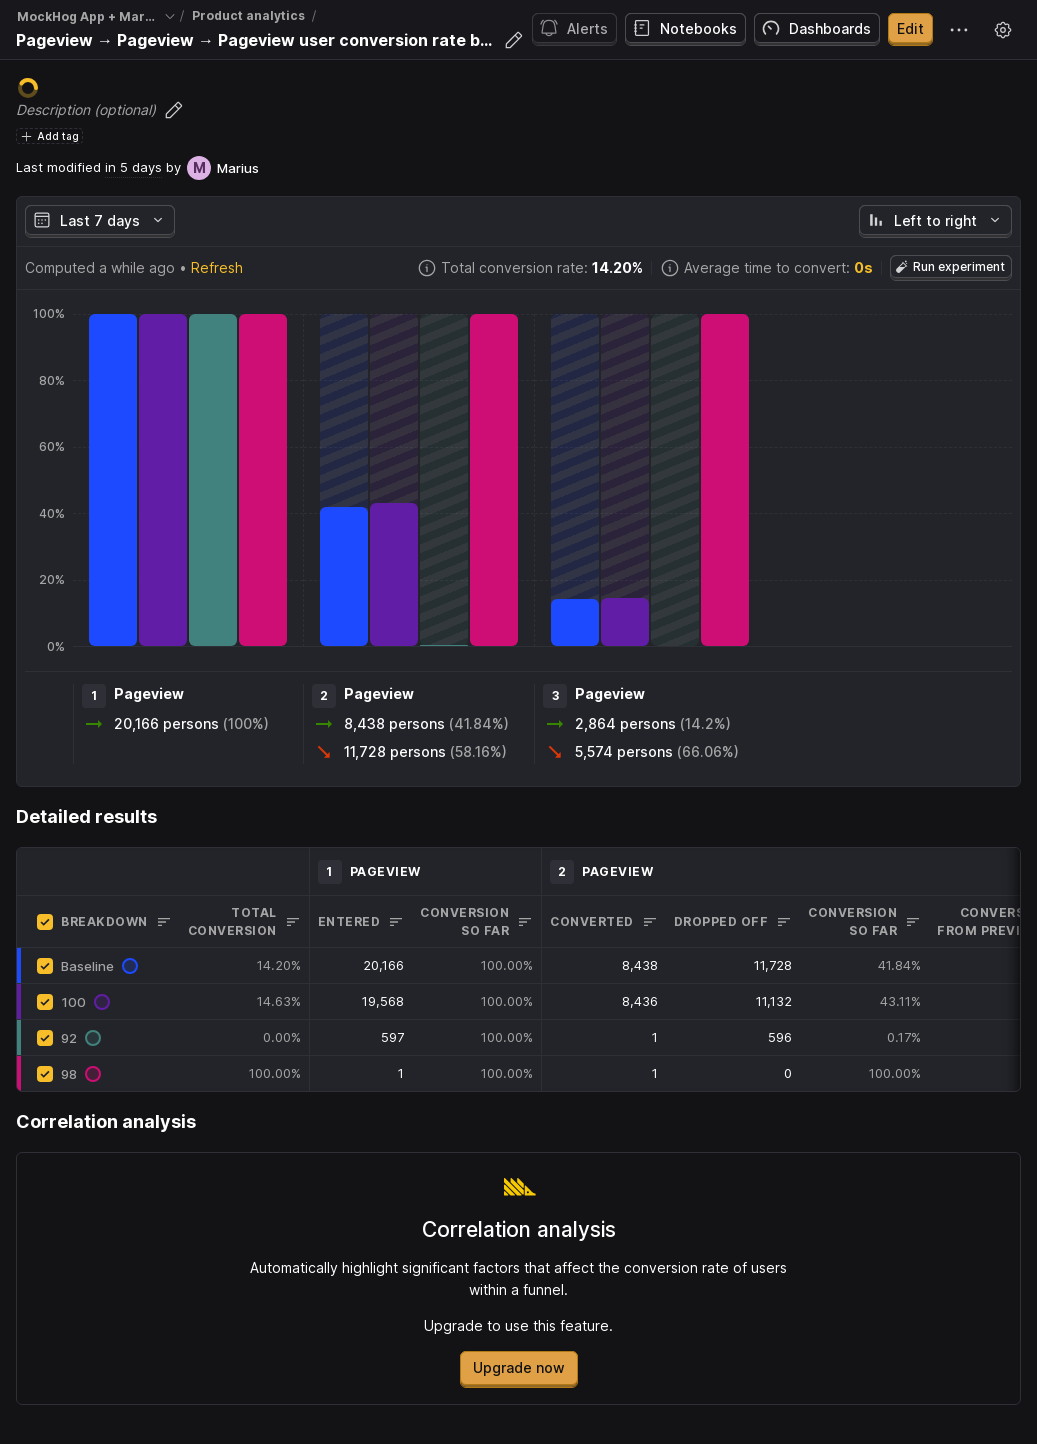 MockHog App + Mar... / Product analytics /
Pageview → Pageview → Pageview user conversion rate b...
Alerts
Notebooks
Dashboards
Edit
Description (optional)
Add tag
Last modified in 5 days by M Marius
Last 7 days
Left to right
Computed a while ago • Refresh
Total conversion rate: 14.20%
Average time to convert: 0s
Run experiment
100%
80%
60%
40%
20%
0%
1 Pageview
20,166 persons (100%)
2 Pageview
8,438 persons (41.84%)
11,728 persons (58.16%)
3 Pageview
2,864 persons (14.2%)
5,574 persons (66.06%)
Detailed results
1 PAGEVIEW 2 PAGEVIEW
BREAKDOWN TOTAL CONVERSION ENTERED CONVERSION SO FAR CONVERTED DROPPED OFF CONVERSION SO FAR CONVERS FROM PREVI
Baseline 14.20% 20,166 100.00% 8,438 11,728 41.84%
100 14.63% 19,568 100.00% 8,436 11,132 43.11%
92 0.00% 597 100.00% 1 596 0.17%
98 100.00% 1 100.00% 1 0 100.00%
Correlation analysis
Correlation analysis
Automatically highlight significant factors that affect the conversion rate of users
within a funnel.
Upgrade to use this feature.
Upgrade now